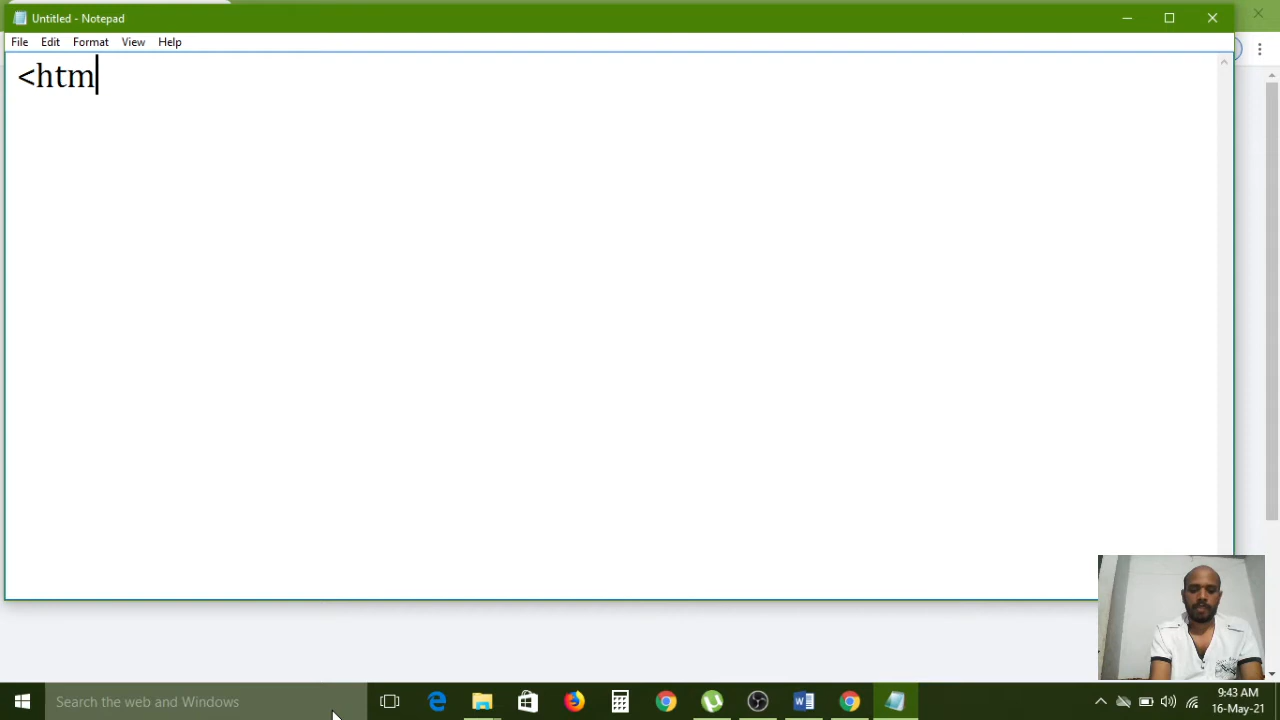 Untitled - Notepad
File Edit Format View Help
<htm
Search the web and Windows
9:43 AM
16-May-21